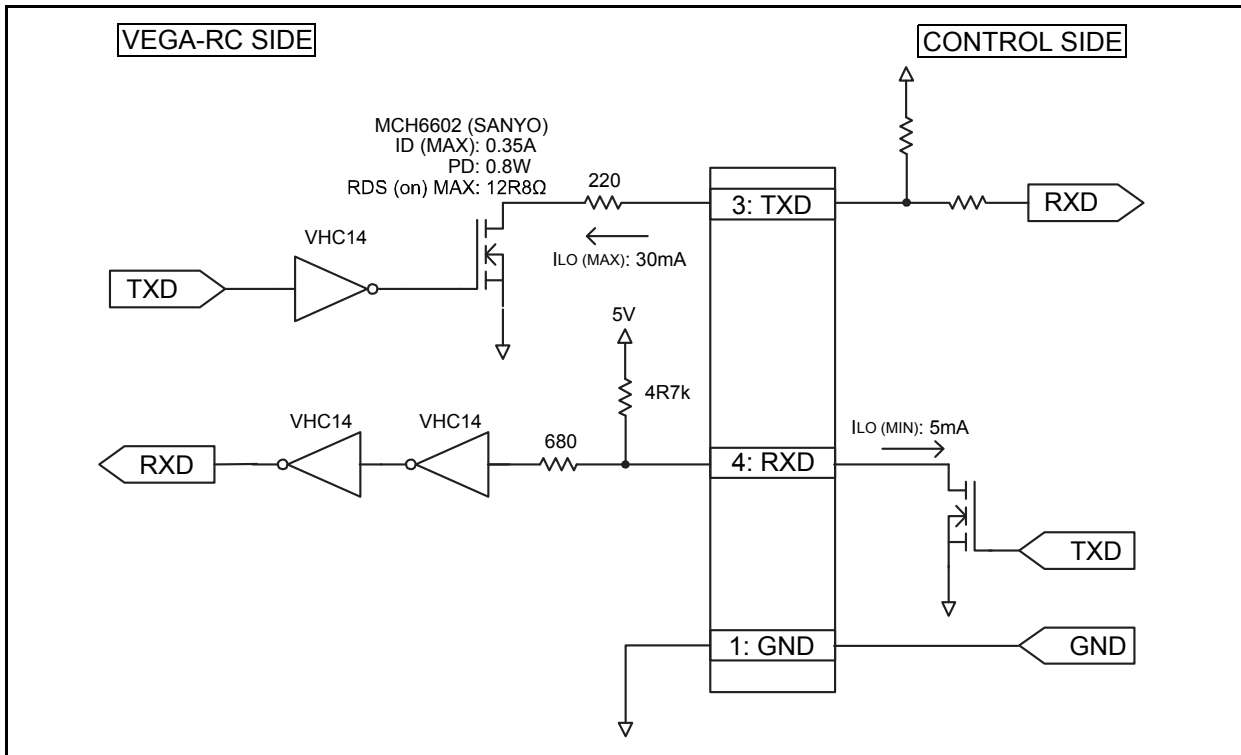 VEGA-RC SIDE
CONTROL SIDE
MCH6602 (SANYO)
ID (MAX): 0.35A
PD: 0.8W
RDS (on) MAX: 12R8Ω
220
3: TXD
RXD
VHC14
ILO (MAX): 30mA
TXD
5V
4R7k
VHC14
VHC14
680
ILO (MIN): 5mA
RXD
4: RXD
TXD
1: GND
GND